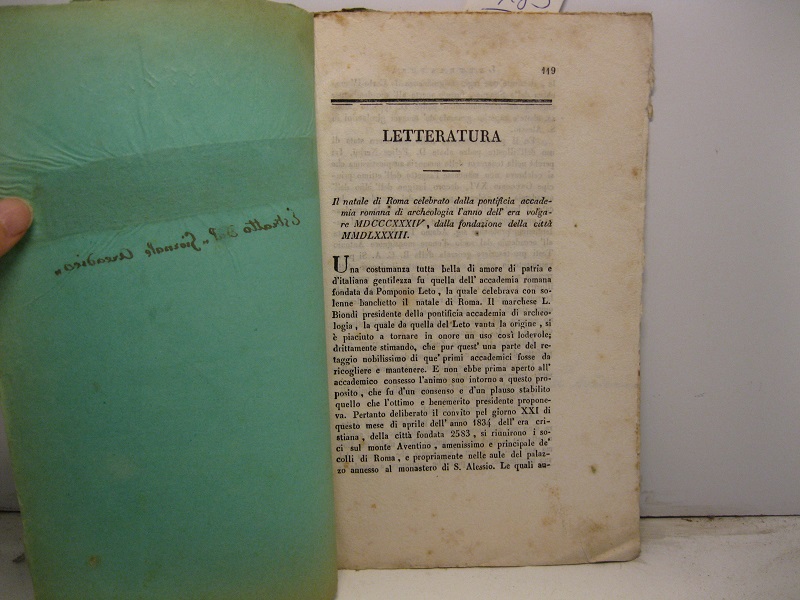 119
LETTERATURA
Il natale di Roma celebrato dalla pontificia accade-
mia romana di archeologia l'anno dell' era volga-
re MDCCCXXXIV, dalla fondazione della città
MMDLXXXIII.
Una costumanza tutta bella di amore di patria e
d'italiana gentilezza fu quella dell' accademia romana
fondata da Pomponio Leto, la quale celebrava con so-
lenne banchetto il natale di Roma. Il marchese L.
Biondi presidente della pontificia accademia di archeo-
logia, la quale da quella del Leto vanta la origine, si
è piaciuto a tornare in onore un uso così lodevole;
drittamente stimando, che pur quest' una parte del re-
taggio nobilissimo di que' primi accademici fosse da
ricogliere e mantenere. E non ebbe prima aperto all'
accademico consesso l'animo suo intorno a questo pro-
posito, che fu d'un consenso e d'un plauso stabilito
quello che l'ottimo e benemerito presidente propone-
va. Pertanto deliberato il convito pel giorno XXI di
questo mese di aprile dell' anno 1834 dell' era cri-
stiana, della città fondata 2583, si riunirono i so-
ci sul monte Aventino, amenissimo e principale de'
colli di Roma, e propriamente nelle aule del palaz-
zo annesso al monastero di S. Alessio. Le quali au-
Estratto dal „ Giornale Arcadico „